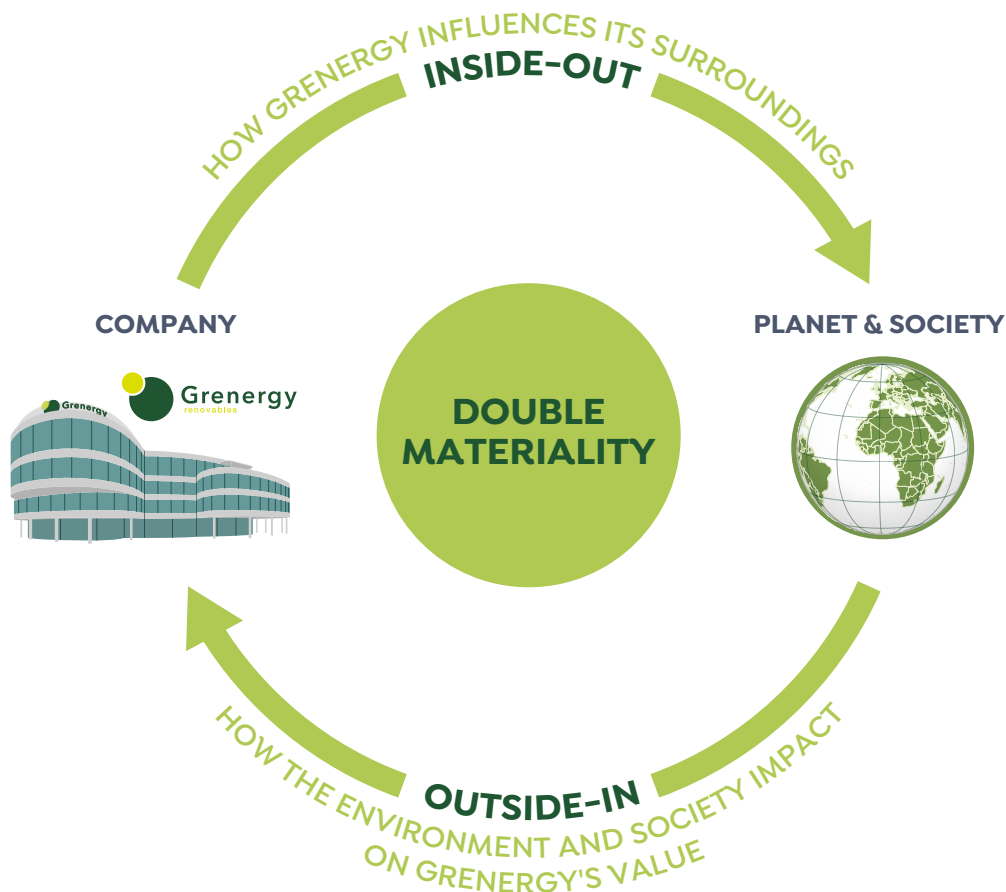 HOW GRENERGY INFLUENCES ITS SURROUNDINGS
INSIDE-OUT
COMPANY
PLANET & SOCIETY
Grenergy
renovables
Grenergy
DOUBLE
MATERIALITY
OUTSIDE-IN
HOW THE ENVIRONMENT AND SOCIETY IMPACT
ON GRENERGY'S VALUE